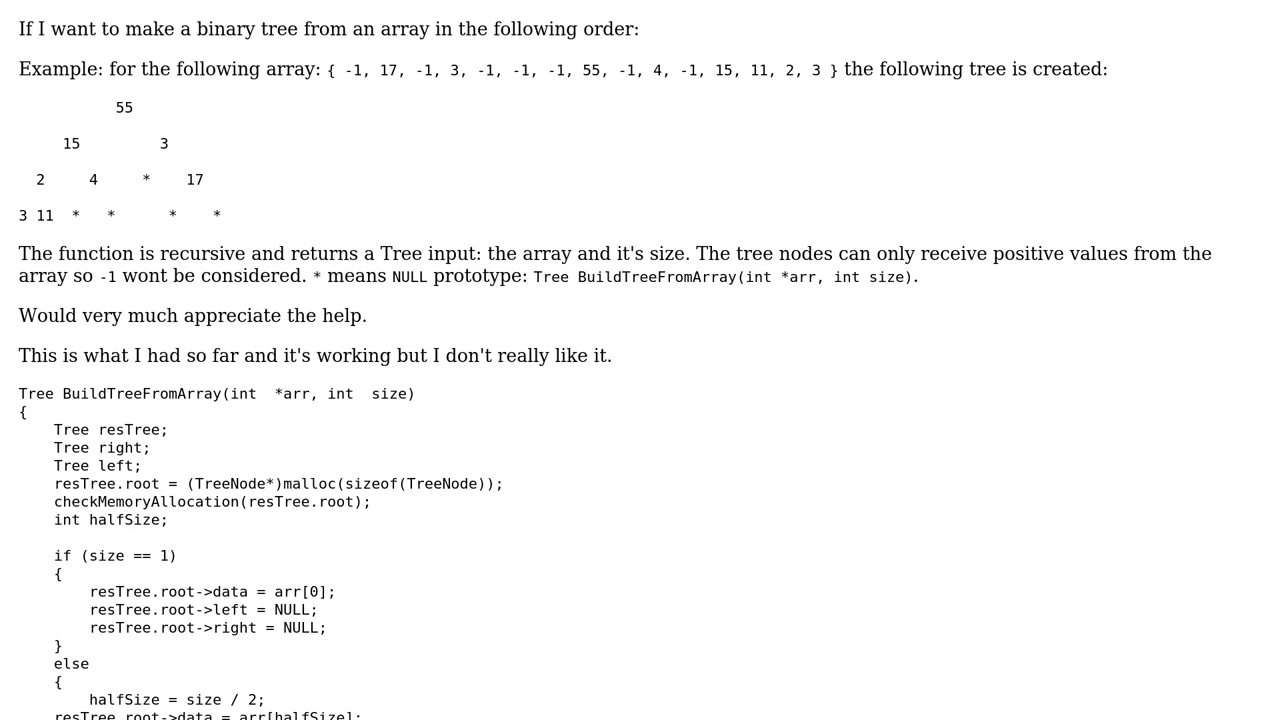 If I want to make a binary tree from an array in the following order:
Example: for the following array: { -1, 17, -1, 3, -1, -1, -1, 55, -1, 4, -1, 15, 11, 2, 3 } the following tree is created:
55
15 3
2 4 * 17
3 11 * * * *
The function is recursive and returns a Tree input: the array and it's size. The tree nodes can only receive positive values from the
array so -1 wont be considered. * means NULL prototype: Tree BuildTreeFromArray(int *arr, int size).
Would very much appreciate the help.
This is what I had so far and it's working but I don't really like it.
Tree BuildTreeFromArray(int  *arr, int  size)
{
    Tree resTree;
    Tree right;
    Tree left;
    resTree.root = (TreeNode*)malloc(sizeof(TreeNode));
    checkMemoryAllocation(resTree.root);
    int halfSize;
    if (size == 1)
    {
        resTree.root->data = arr[0];
        resTree.root->left = NULL;
        resTree.root->right = NULL;
    }
    else
    {
        halfSize = size / 2;
    resTree.root->data = arr[halfSize];